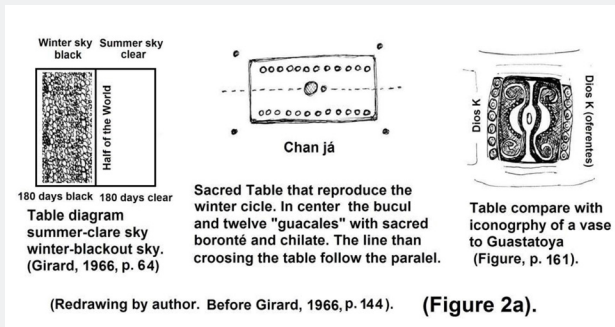 Winter sky
black
Summer sky
clear
Half of the World
180 days black
180 days clear
Table diagram
summer-clare sky
winter-blackout sky.
(Girard, 1966, p. 64)
Chan já
Sacred Table that reproduce the
winter cicle. In center the bucul
and twelve "guacales" with sacred
boronté and chilate. The line than
croosing the table follow the paralel.
Dios K
Dios K (oferentes)
Table compare with
iconogrphy of a vase
to Guastatoya
(Figure, p. 161).
(Redrawing by author. Before Girard, 1966, p. 144).
(Figure 2a).